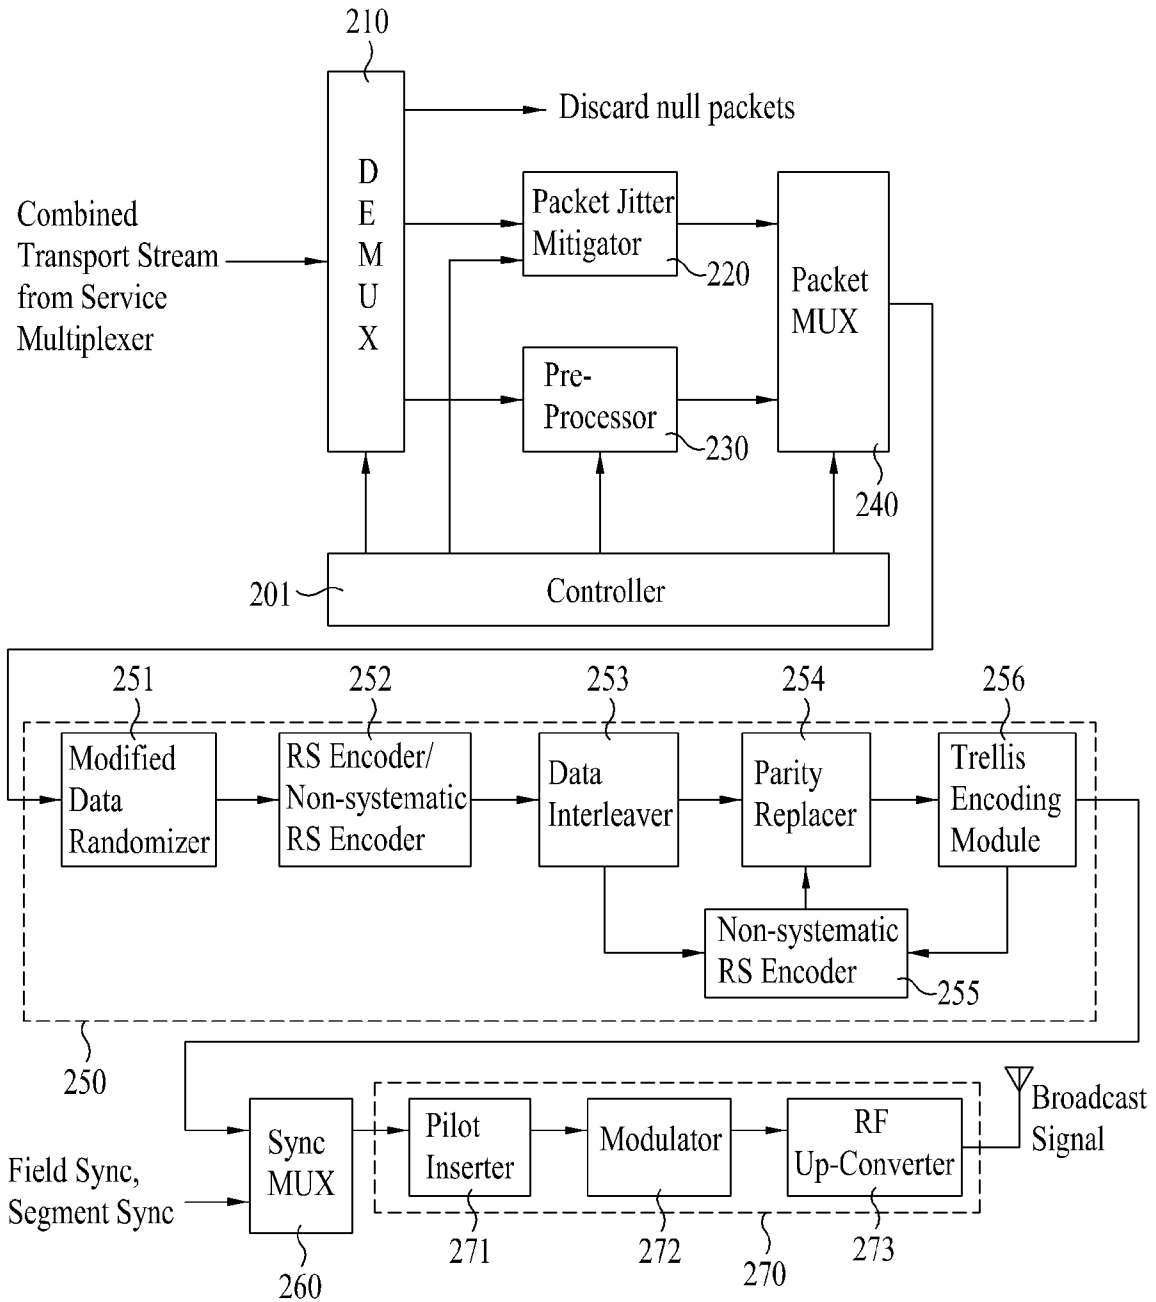 210
Discard null packets
D
E
M
U
X
Combined
Transport Stream
from Service
Multiplexer
Packet Jitter
Mitigator
220
Packet
MUX
Pre-
Processor
230
240
201
Controller
251
252
253
254
256
Modified
Data
Randomizer
RS Encoder/
Non-systematic
RS Encoder
Data
Interleaver
Parity
Replacer
Trellis
Encoding
Module
Non-systematic
RS Encoder
255
250
Sync
MUX
Pilot
Inserter
Modulator
RF
Up-Converter
Broadcast
Signal
Field Sync,
Segment Sync
260
271
272
273
270